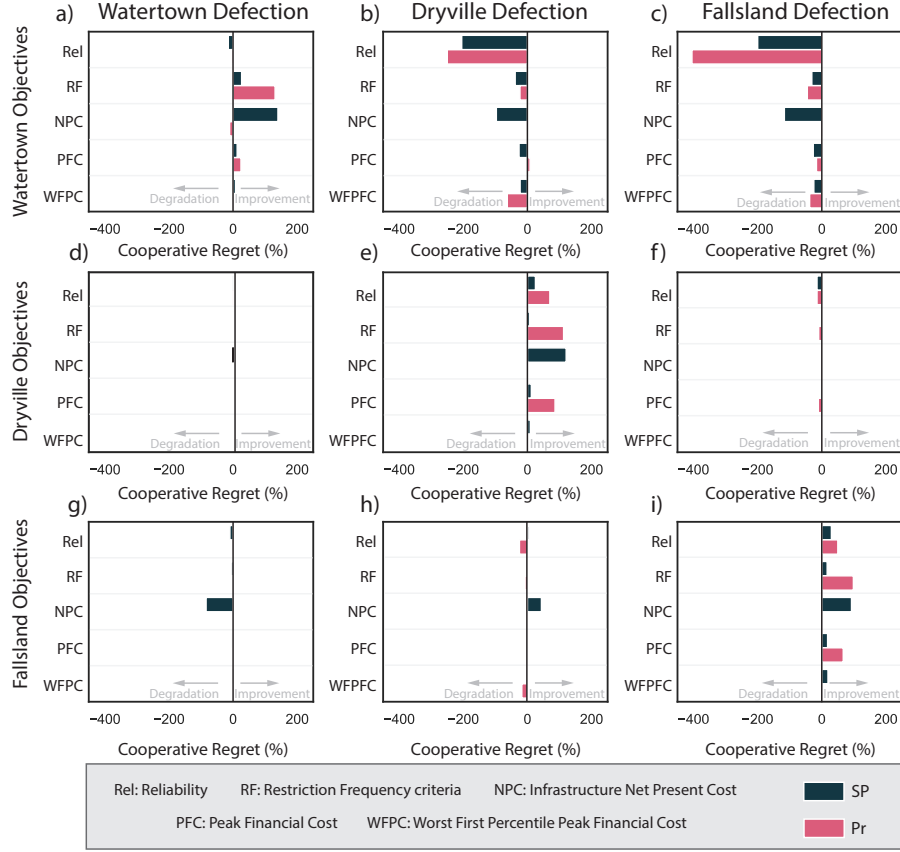 a) Watertown Defection
b) Dryville Defection
c) Fallsland Defection
Watertown Objectives
Rel
RF
NPC
PFC
WFPC
Degradation
Improvement
−400 −200 0 200
Cooperative Regret (%)
Rel
RF
NPC
PFC
WFPFC
Degradation
Improvement
−400 −200 0 200
Cooperative Regret (%)
Rel
RF
NPC
PFC
WFPFC
Degradation
Improvement
−400 −200 0 200
Cooperative Regret (%)
Dryville Objectives
d)
Rel
RF
NPC
PFC
WFPC
Degradation
Improvement
−400 −200 0 200
Cooperative Regret (%)
e)
Rel
RF
NPC
PFC
WFPFC
Degradation
Improvement
−400 −200 0 200
Cooperative Regret (%)
f)
Rel
RF
NPC
PFC
WFPFC
Degradation
Improvement
−400 −200 0 200
Cooperative Regret (%)
Fallsland Objectives
g)
Rel
RF
NPC
PFC
WFPC
Degradation
Improvement
−400 −200 0 200
Cooperative Regret (%)
h)
Rel
RF
NPC
PFC
WFPFC
Degradation
Improvement
−400 −200 0 200
Cooperative Regret (%)
i)
Rel
RF
NPC
PFC
WFPFC
Degradation
Improvement
−400 −200 0 200
Cooperative Regret (%)
Rel: Reliability RF: Restriction Frequency criteria NPC: Infrastructure Net Present Cost
PFC: Peak Financial Cost WFPC: Worst First Percentile Peak Financial Cost
SP
Pr